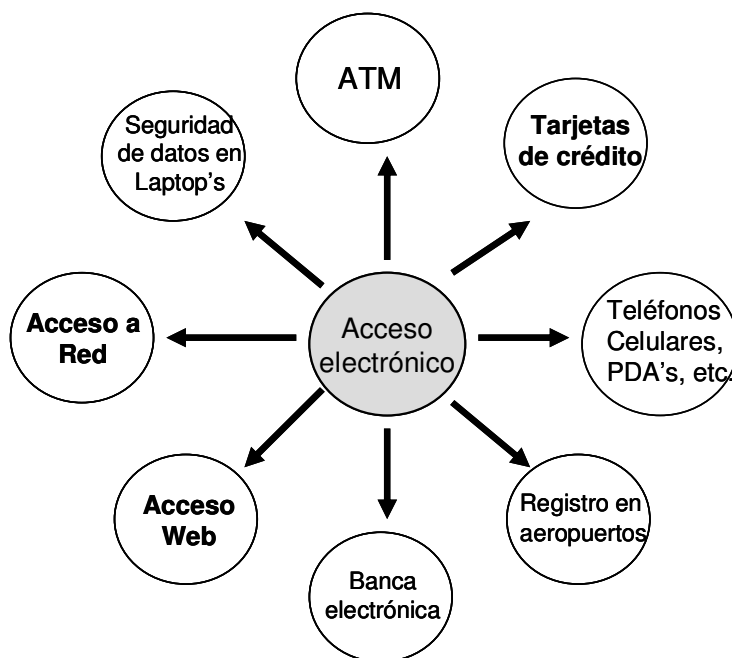 ATM
Tarjetas
de crédito
Teléfonos
Celulares,
PDA's, etc.
Registro en
aeropuertos
Banca
electrónica
Acceso
Web
Acceso a
Red
Seguridad
de datos en
Laptop's
Acceso
electrónico